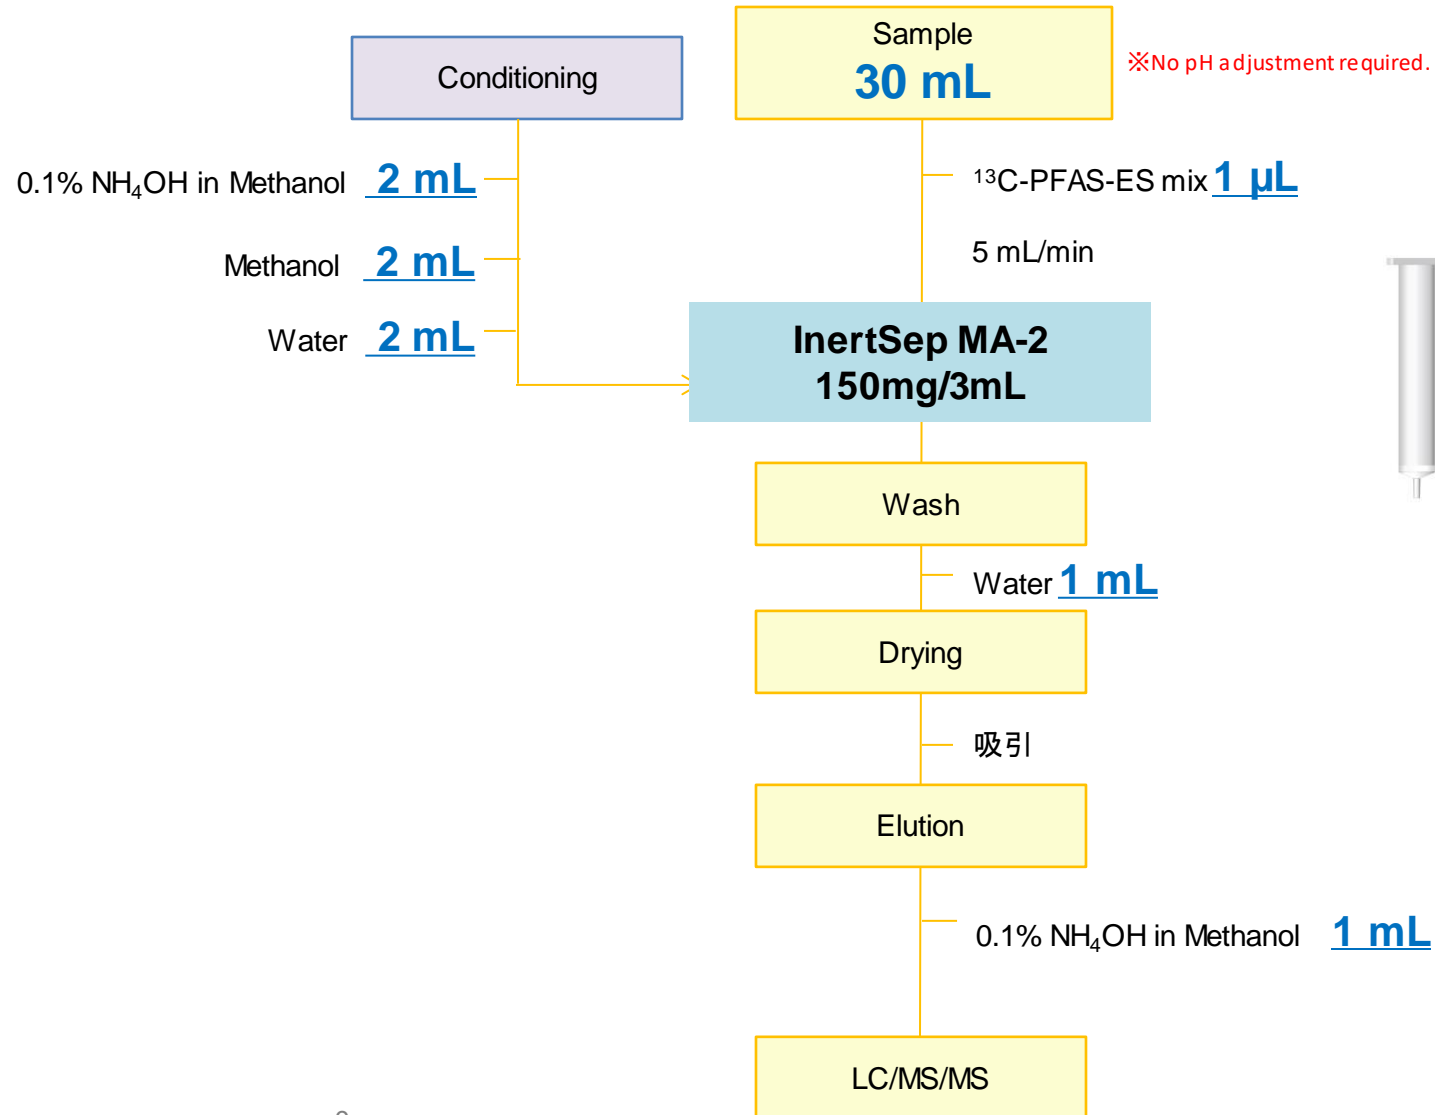 Conditioning
Sample
30 mL
※No pH adjustment required.
0.1% NH₄OH in Methanol 2 mL
Methanol 2 mL
Water 2 mL
¹³C-PFAS-ES mix 1 µL
5 mL/min
InertSep MA-2
150mg/3mL
Wash
Water 1 mL
Drying
吸引
Elution
0.1% NH₄OH in Methanol 1 mL
LC/MS/MS